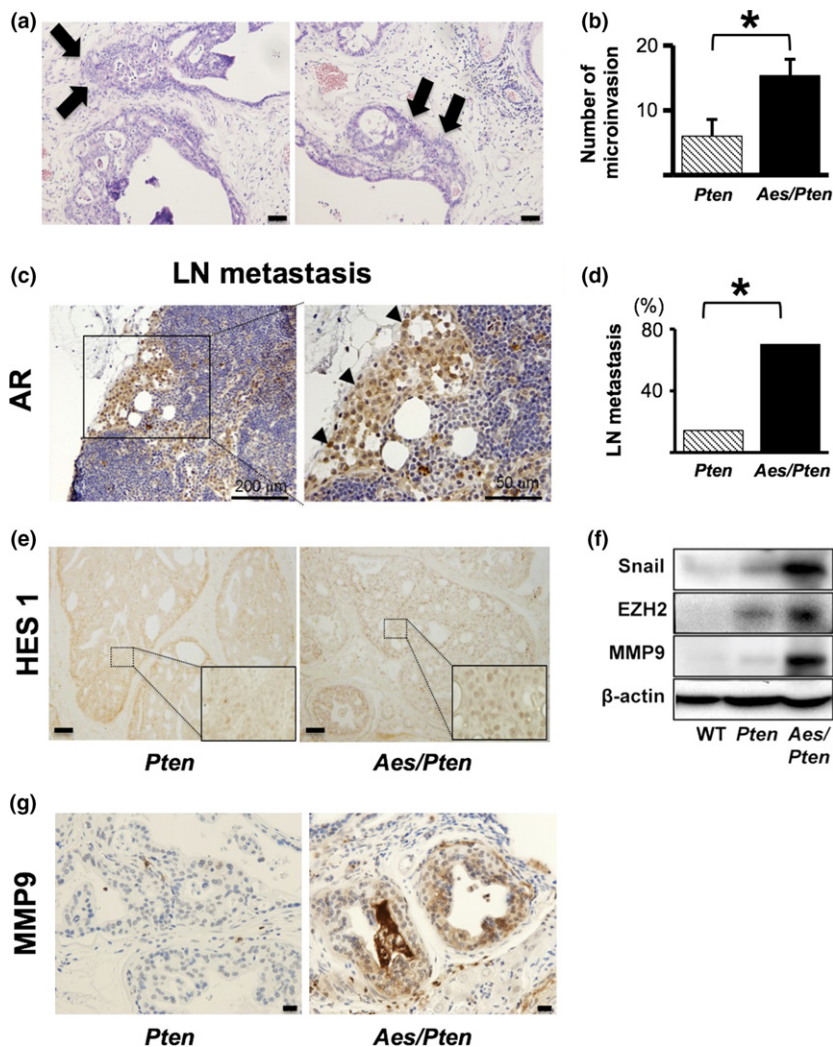 (a)
(b)
Number of
microinvasion
20
10
*
Pten
Aes/Pten
(c)
LN metastasis
AR
200 μm
50 μm
(d)
(%)
LN metastasis
80
40
*
Pten
Aes/Pten
(e)
HES 1
Pten
Aes/Pten
(f)
Snail
EZH2
MMP9
β-actin
WT
Pten
Aes/
Pten
(g)
MMP9
Pten
Aes/Pten